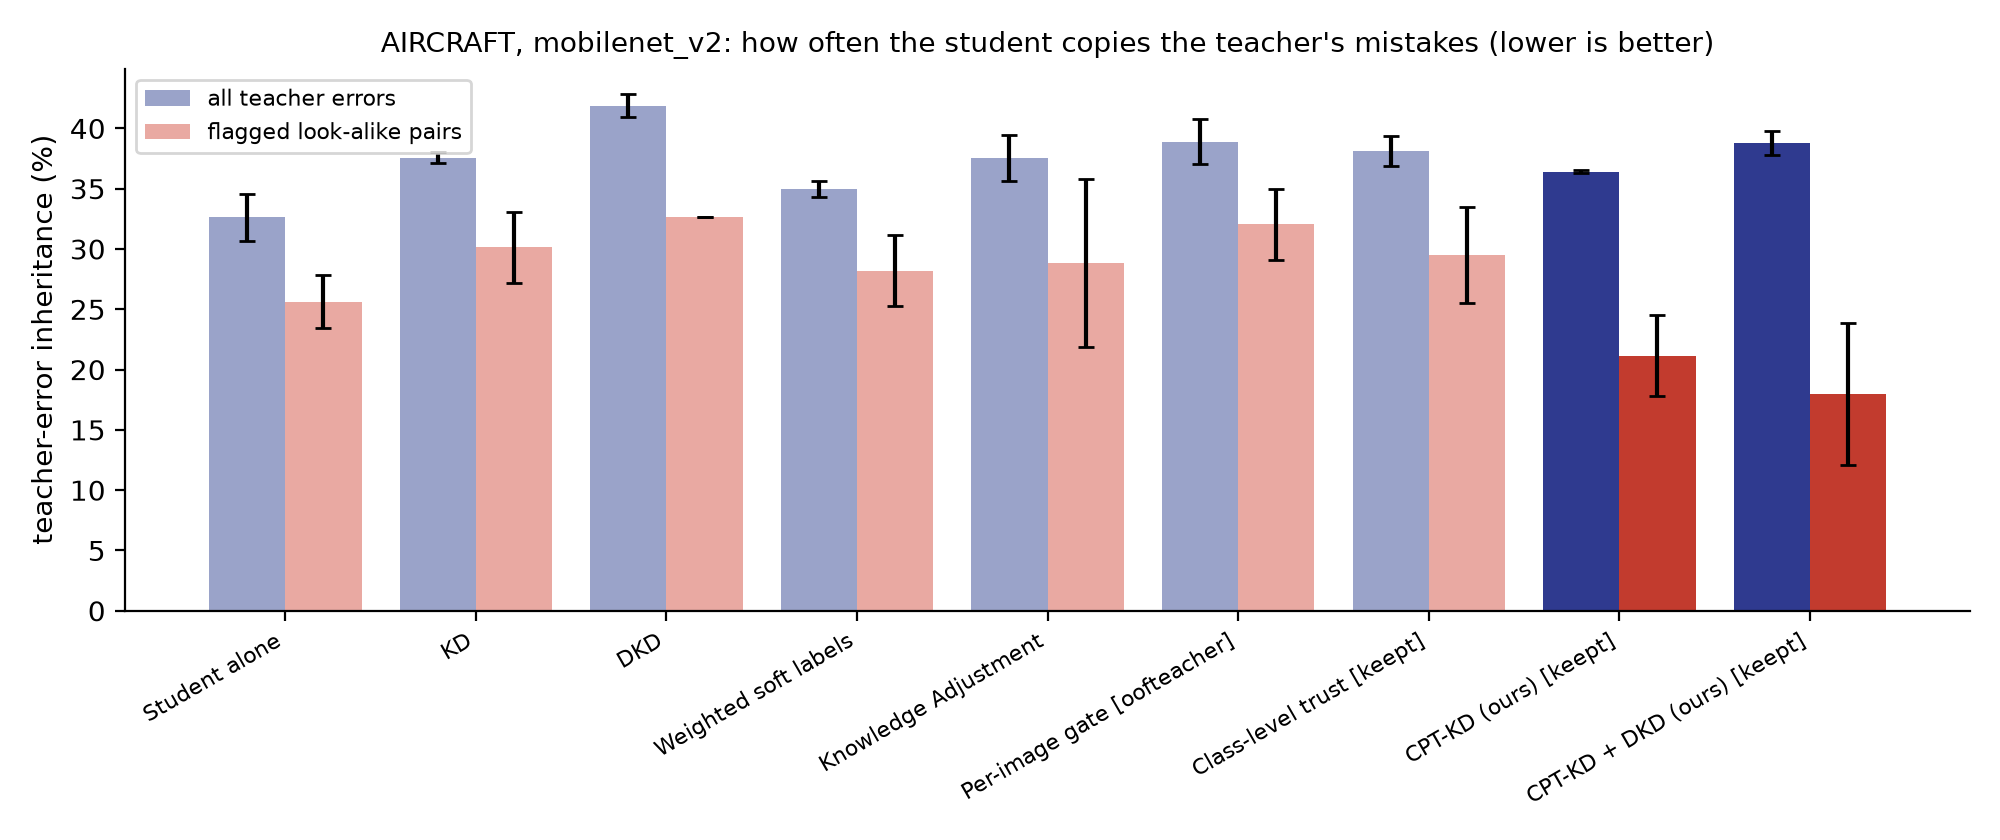 AIRCRAFT, mobilenet_v2: how often the student copies the teacher's mistakes (lower is better)
all teacher errors
flagged look-alike pairs
teacher-error inheritance (%)
40
35
30
25
20
15
10
5
0
Student alone
KD
DKD
Weighted soft labels
Knowledge Adjustment
Per-image gate [oofteacher]
Class-level trust [keept]
CPT-KD (ours) [keept]
CPT-KD + DKD (ours) [keept]